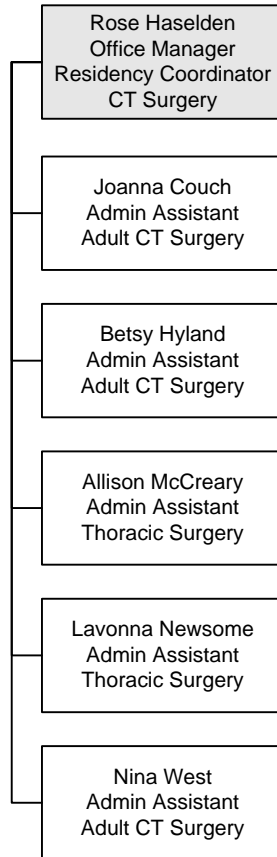 Rose Haselden
Office Manager
Residency Coordinator
CT Surgery
Joanna Couch
Admin Assistant
Adult CT Surgery
Betsy Hyland
Admin Assistant
Adult CT Surgery
Allison McCreary
Admin Assistant
Thoracic Surgery
Lavonna Newsome
Admin Assistant
Thoracic Surgery
Nina West
Admin Assistant
Adult CT Surgery